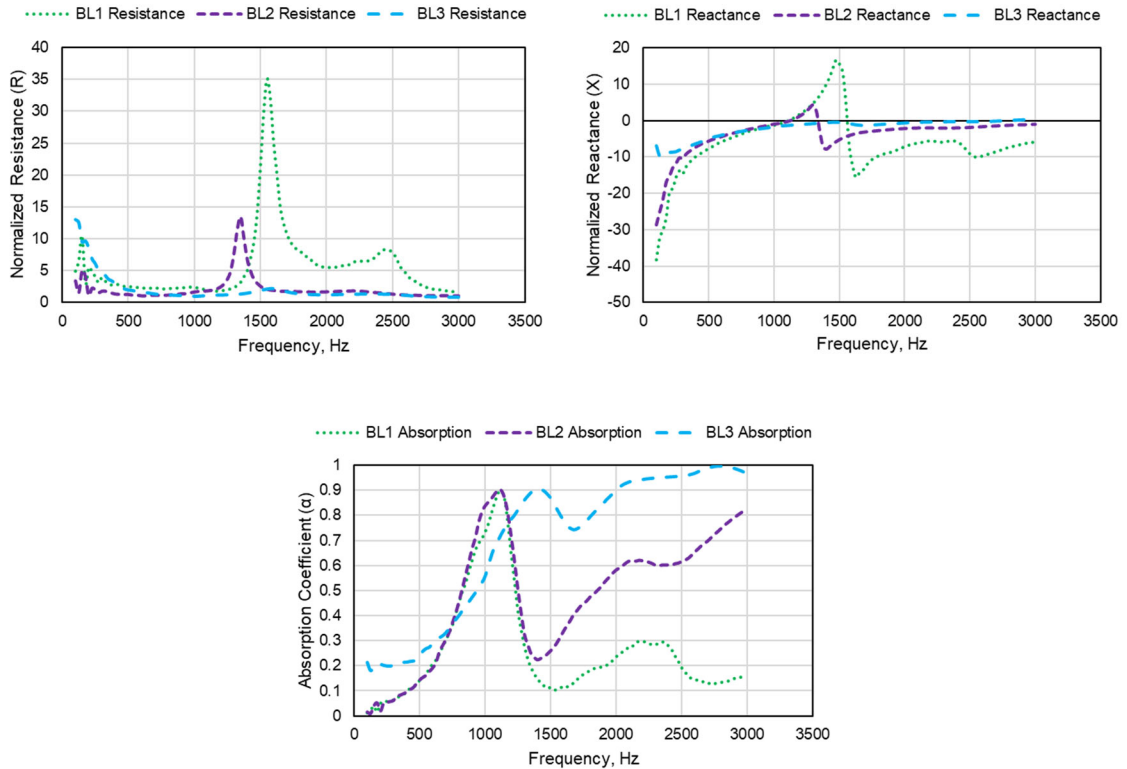 BL1 Resistance BL2 Resistance BL3 Resistance
Normalized Resistance (R)
40
35
30
25
20
15
10
5
0
0 500 1000 1500 2000 2500 3000 3500
Frequency, Hz
BL1 Reactance BL2 Reactance BL3 Reactance
Normalized Reactance (X)
20
10
0
-10
-20
-30
-40
-50
0 500 1000 1500 2000 2500 3000 3500
Frequency, Hz
BL1 Absorption BL2 Absorption BL3 Absorption
Absorption Coefficient (α)
1
0.9
0.8
0.7
0.6
0.5
0.4
0.3
0.2
0.1
0
0 500 1000 1500 2000 2500 3000 3500
Frequency, Hz